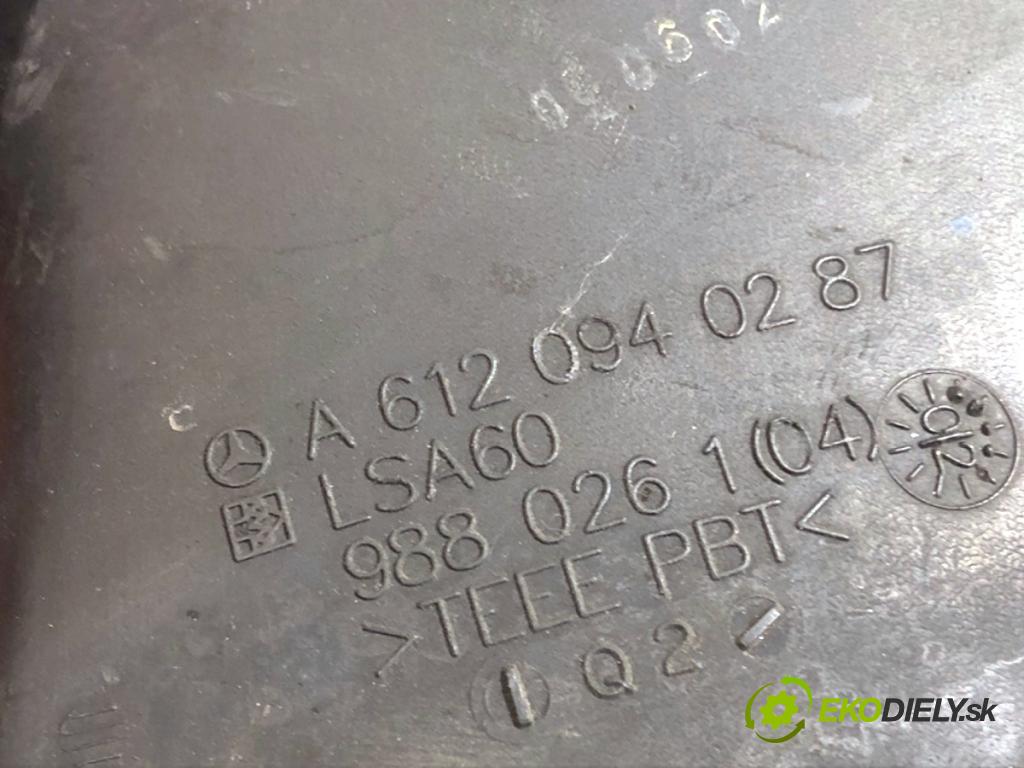 A 612 094 02 87
LSA60
988 026 1(04)
>TEEE PBT<
Q 2
EKODIELY.sk